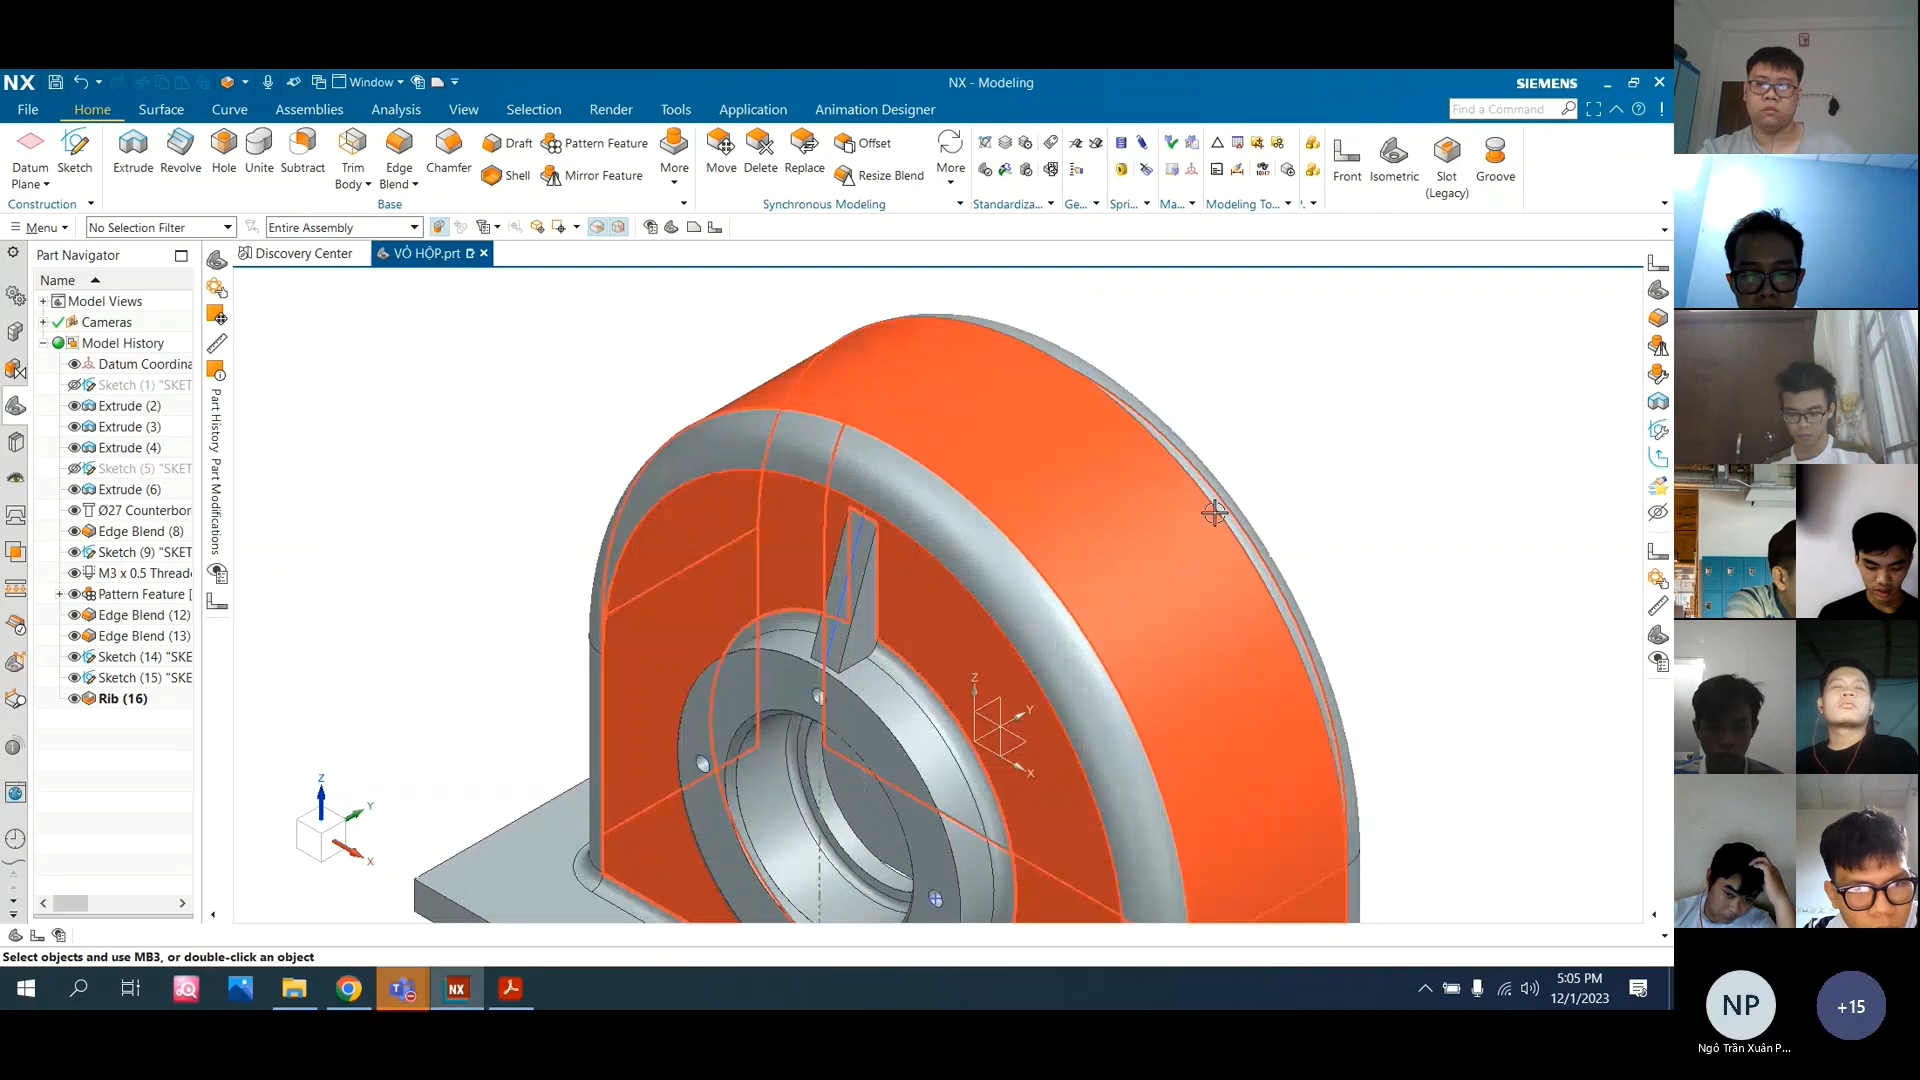 NX Window NX - Modeling SIEMENS
File Home Surface Curve Assemblies Analysis View Selection Render Tools Application Animation Designer Find a Command
Draft Pattern Feature Offset
Datum Plane Sketch Extrude Revolve Hole Unite Subtract Trim Body Edge Blend Chamfer Shell Mirror Feature More Move Delete Replace Resize Blend More Front Isometric Slot (Legacy) Groove
Construction Base Synchronous Modeling Standardiza... Ge... Spri... Ma... Modeling To...
Menu No Selection Filter Entire Assembly
Part Navigator Discovery Center VỎ HỘP.prt
Name
Model Views
Cameras
Model History
Datum Coordina
Sketch (1) "SKET
Extrude (2)
Extrude (3)
Extrude (4)
Sketch (5) "SKET
Extrude (6)
Ø27 Counterbor
Edge Blend (8)
Sketch (9) "SKET
M3 x 0.5 Threade
Pattern Feature [
Edge Blend (12)
Edge Blend (13)
Sketch (14) "SKE
Sketch (15) "SKE
Rib (16)
Part History
Part Modifications
Z
Y
X
Z
Y
X
Select objects and use MB3, or double-click an object
NX
5:05 PM
12/1/2023
NP
+15
Ngô Trần Xuân P...